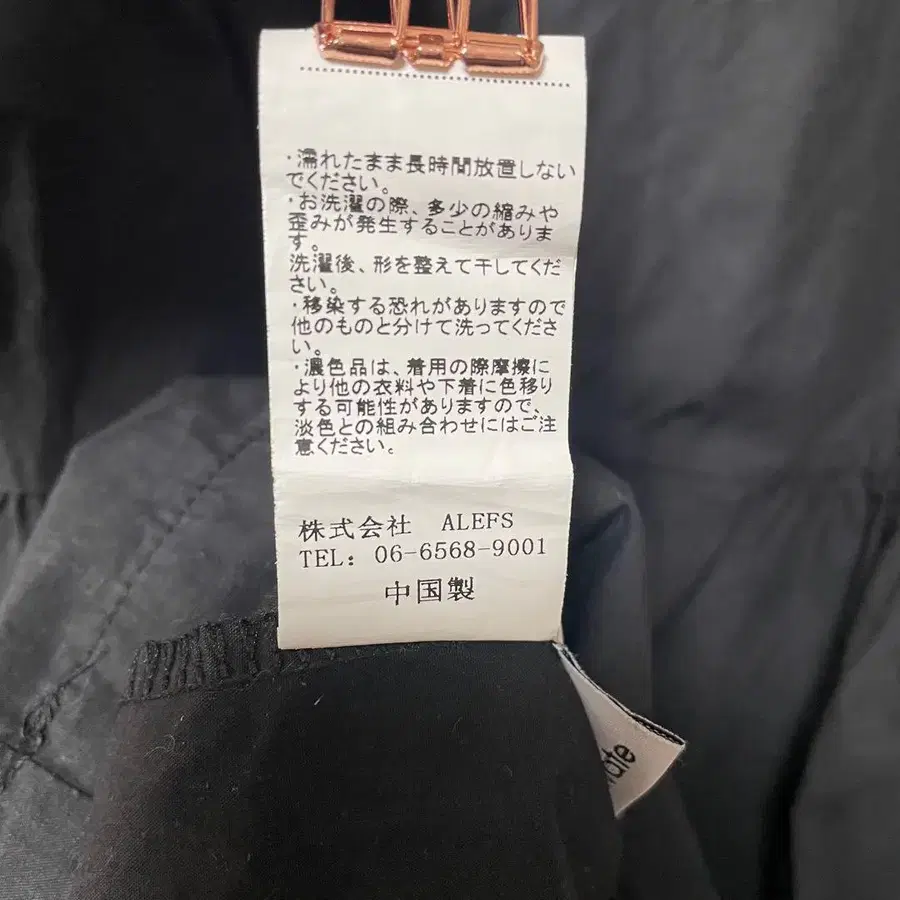 ・濡れたまま長時間放置しない
でください。
・お洗濯の際、多少の縮みや
歪みが発生することがありま
す。
洗濯後、形を整えて干してくだ
さい。
・移染する恐れがありますので
他のものと分けて洗ってくださ
い。
・濃色品は、着用の際摩擦に
より他の衣料や下着に色移り
する可能性がありますので、
淡色との組み合わせにはご注
意ください。
株式会社 ALEFS
TEL: 06-6568-9001
中国製